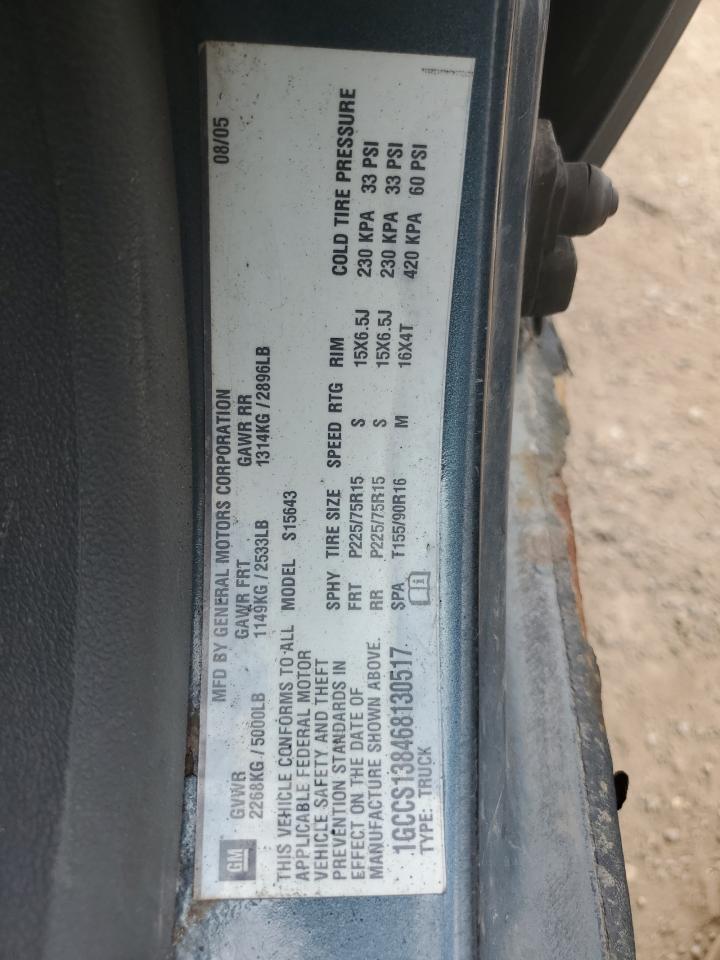 MFD BY GENERAL MOTORS CORPORATION 08/05
GM
GVWR GAWR FRT GAWR RR
2268KG / 5000LB 1149KG / 2533LB 1314KG / 2896LB
THIS VEHICLE CONFORMS TO ALL
APPLICABLE FEDERAL MOTOR
VEHICLE SAFETY AND THEFT
PREVENTION STANDARDS IN
EFFECT ON THE DATE OF
MANUFACTURE SHOWN ABOVE.
1GCCS138468130517
TYPE: TRUCK
MODEL S15643
SPHY TIRE SIZE SPEED RTG RIM COLD TIRE PRESSURE
FRT P225/75R15 S 15X6.5J 230 KPA 33 PSI
RR P225/75R15 S 15X6.5J 230 KPA 33 PSI
SPA T155/90R16 M 16X4T 420 KPA 60 PSI